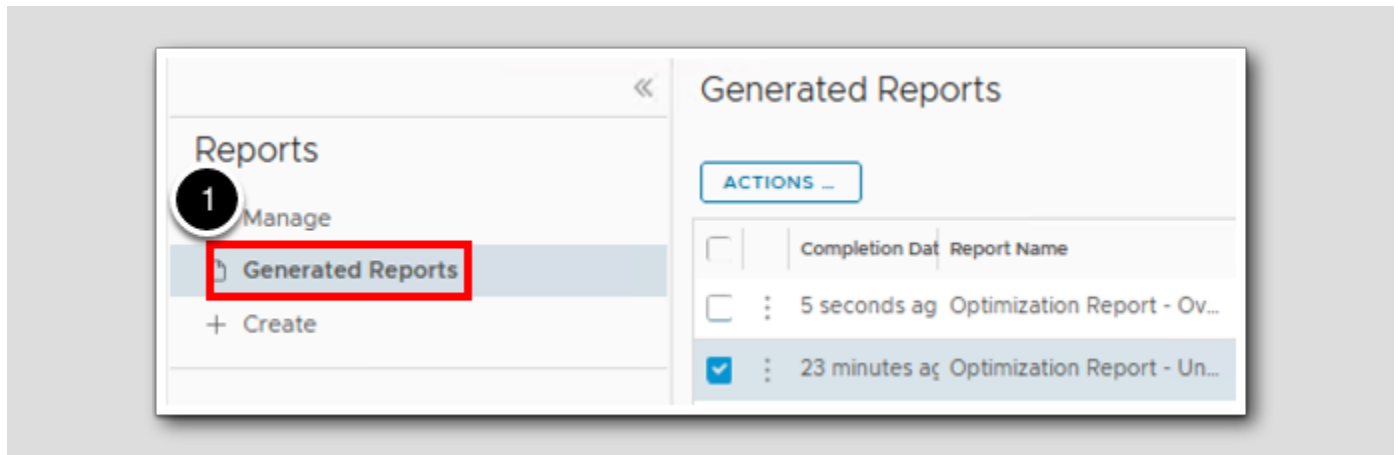 Generated Reports
Reports
ACTIONS ...
1
Manage
Completion Dat Report Name
Generated Reports
5 seconds ag Optimization Report - Ov...
+ Create
23 minutes ag Optimization Report - Un...